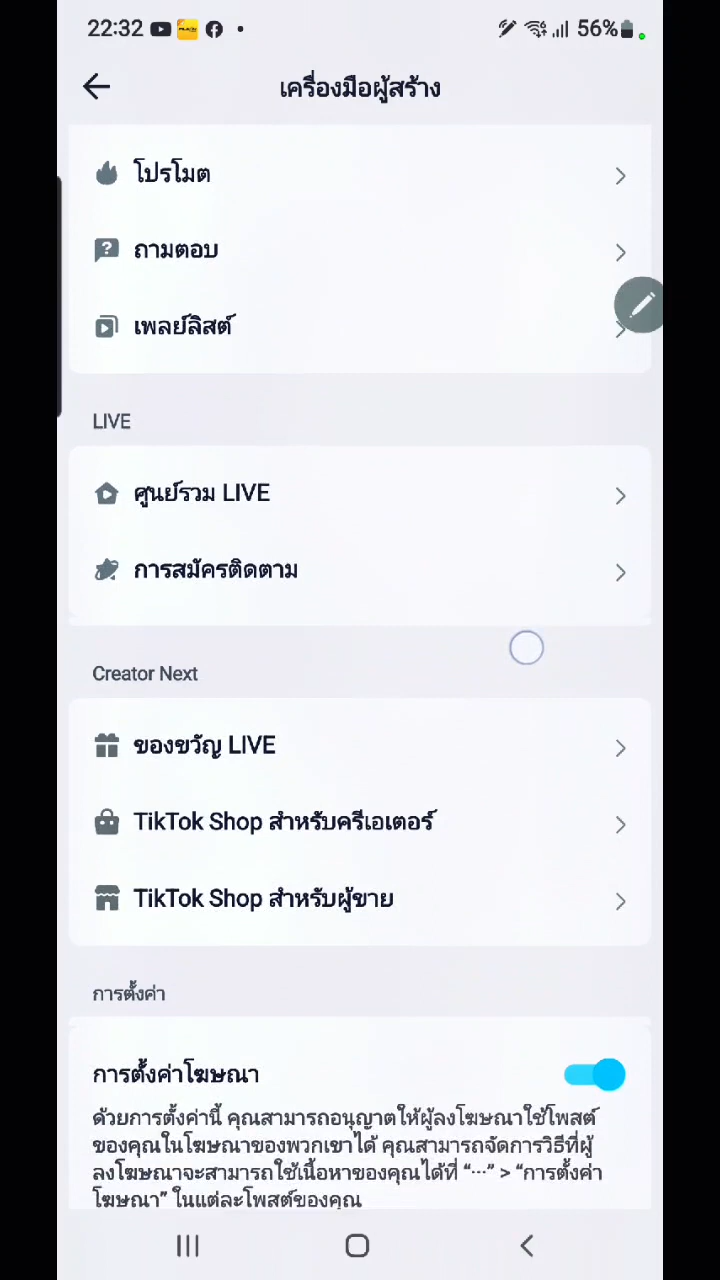 22:32
56%
เครื่องมือผู้สร้าง
โปรโมต
ถามตอบ
เพลย์ลิสต์
LIVE
ศูนย์รวม LIVE
การสมัครติดตาม
Creator Next
ของขวัญ LIVE
TikTok Shop สำหรับครีเอเตอร์
TikTok Shop สำหรับผู้ขาย
การตั้งค่า
การตั้งค่าโฆษณา
ด้วยการตั้งค่านี้ คุณสามารถอนุญาตให้ผู้ลงโฆษณาใช้โพสต์
ของคุณในโฆษณาของพวกเขาได้ คุณสามารถจัดการวิธีที่ผู้
ลงโฆษณาจะสามารถใช้เนื้อหาของคุณได้ที่ “···” > “การตั้งค่า
โฆษณา” ในแต่ละโพสต์ของคุณ